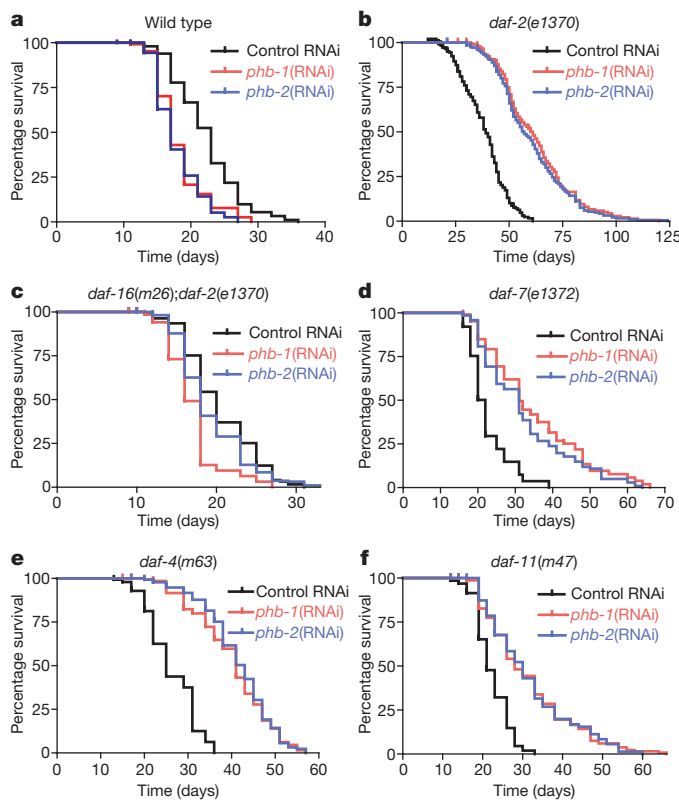 a
Wild type
Percentage survival
100
75
50
25
0
0 10 20 30 40
Time (days)
Control RNAi
phb-1(RNAi)
phb-2(RNAi)
b
daf-2(e1370)
Percentage survival
100
75
50
25
0
0 25 50 75 100 125
Time (days)
Control RNAi
phb-1(RNAi)
phb-2(RNAi)
c
daf-16(m26);daf-2(e1370)
Percentage survival
100
75
50
25
0
0 10 20 30
Time (days)
Control RNAi
phb-1(RNAi)
phb-2(RNAi)
d
daf-7(e1372)
Percentage survival
100
75
50
25
0
0 10 20 30 40 50 60 70
Time (days)
Control RNAi
phb-1(RNAi)
phb-2(RNAi)
e
daf-4(m63)
Percentage survival
100
75
50
25
0
0 10 20 30 40 50 60
Time (days)
Control RNAi
phb-1(RNAi)
phb-2(RNAi)
f
daf-11(m47)
Percentage survival
100
75
50
25
0
0 10 20 30 40 50 60
Time (days)
Control RNAi
phb-1(RNAi)
phb-2(RNAi)